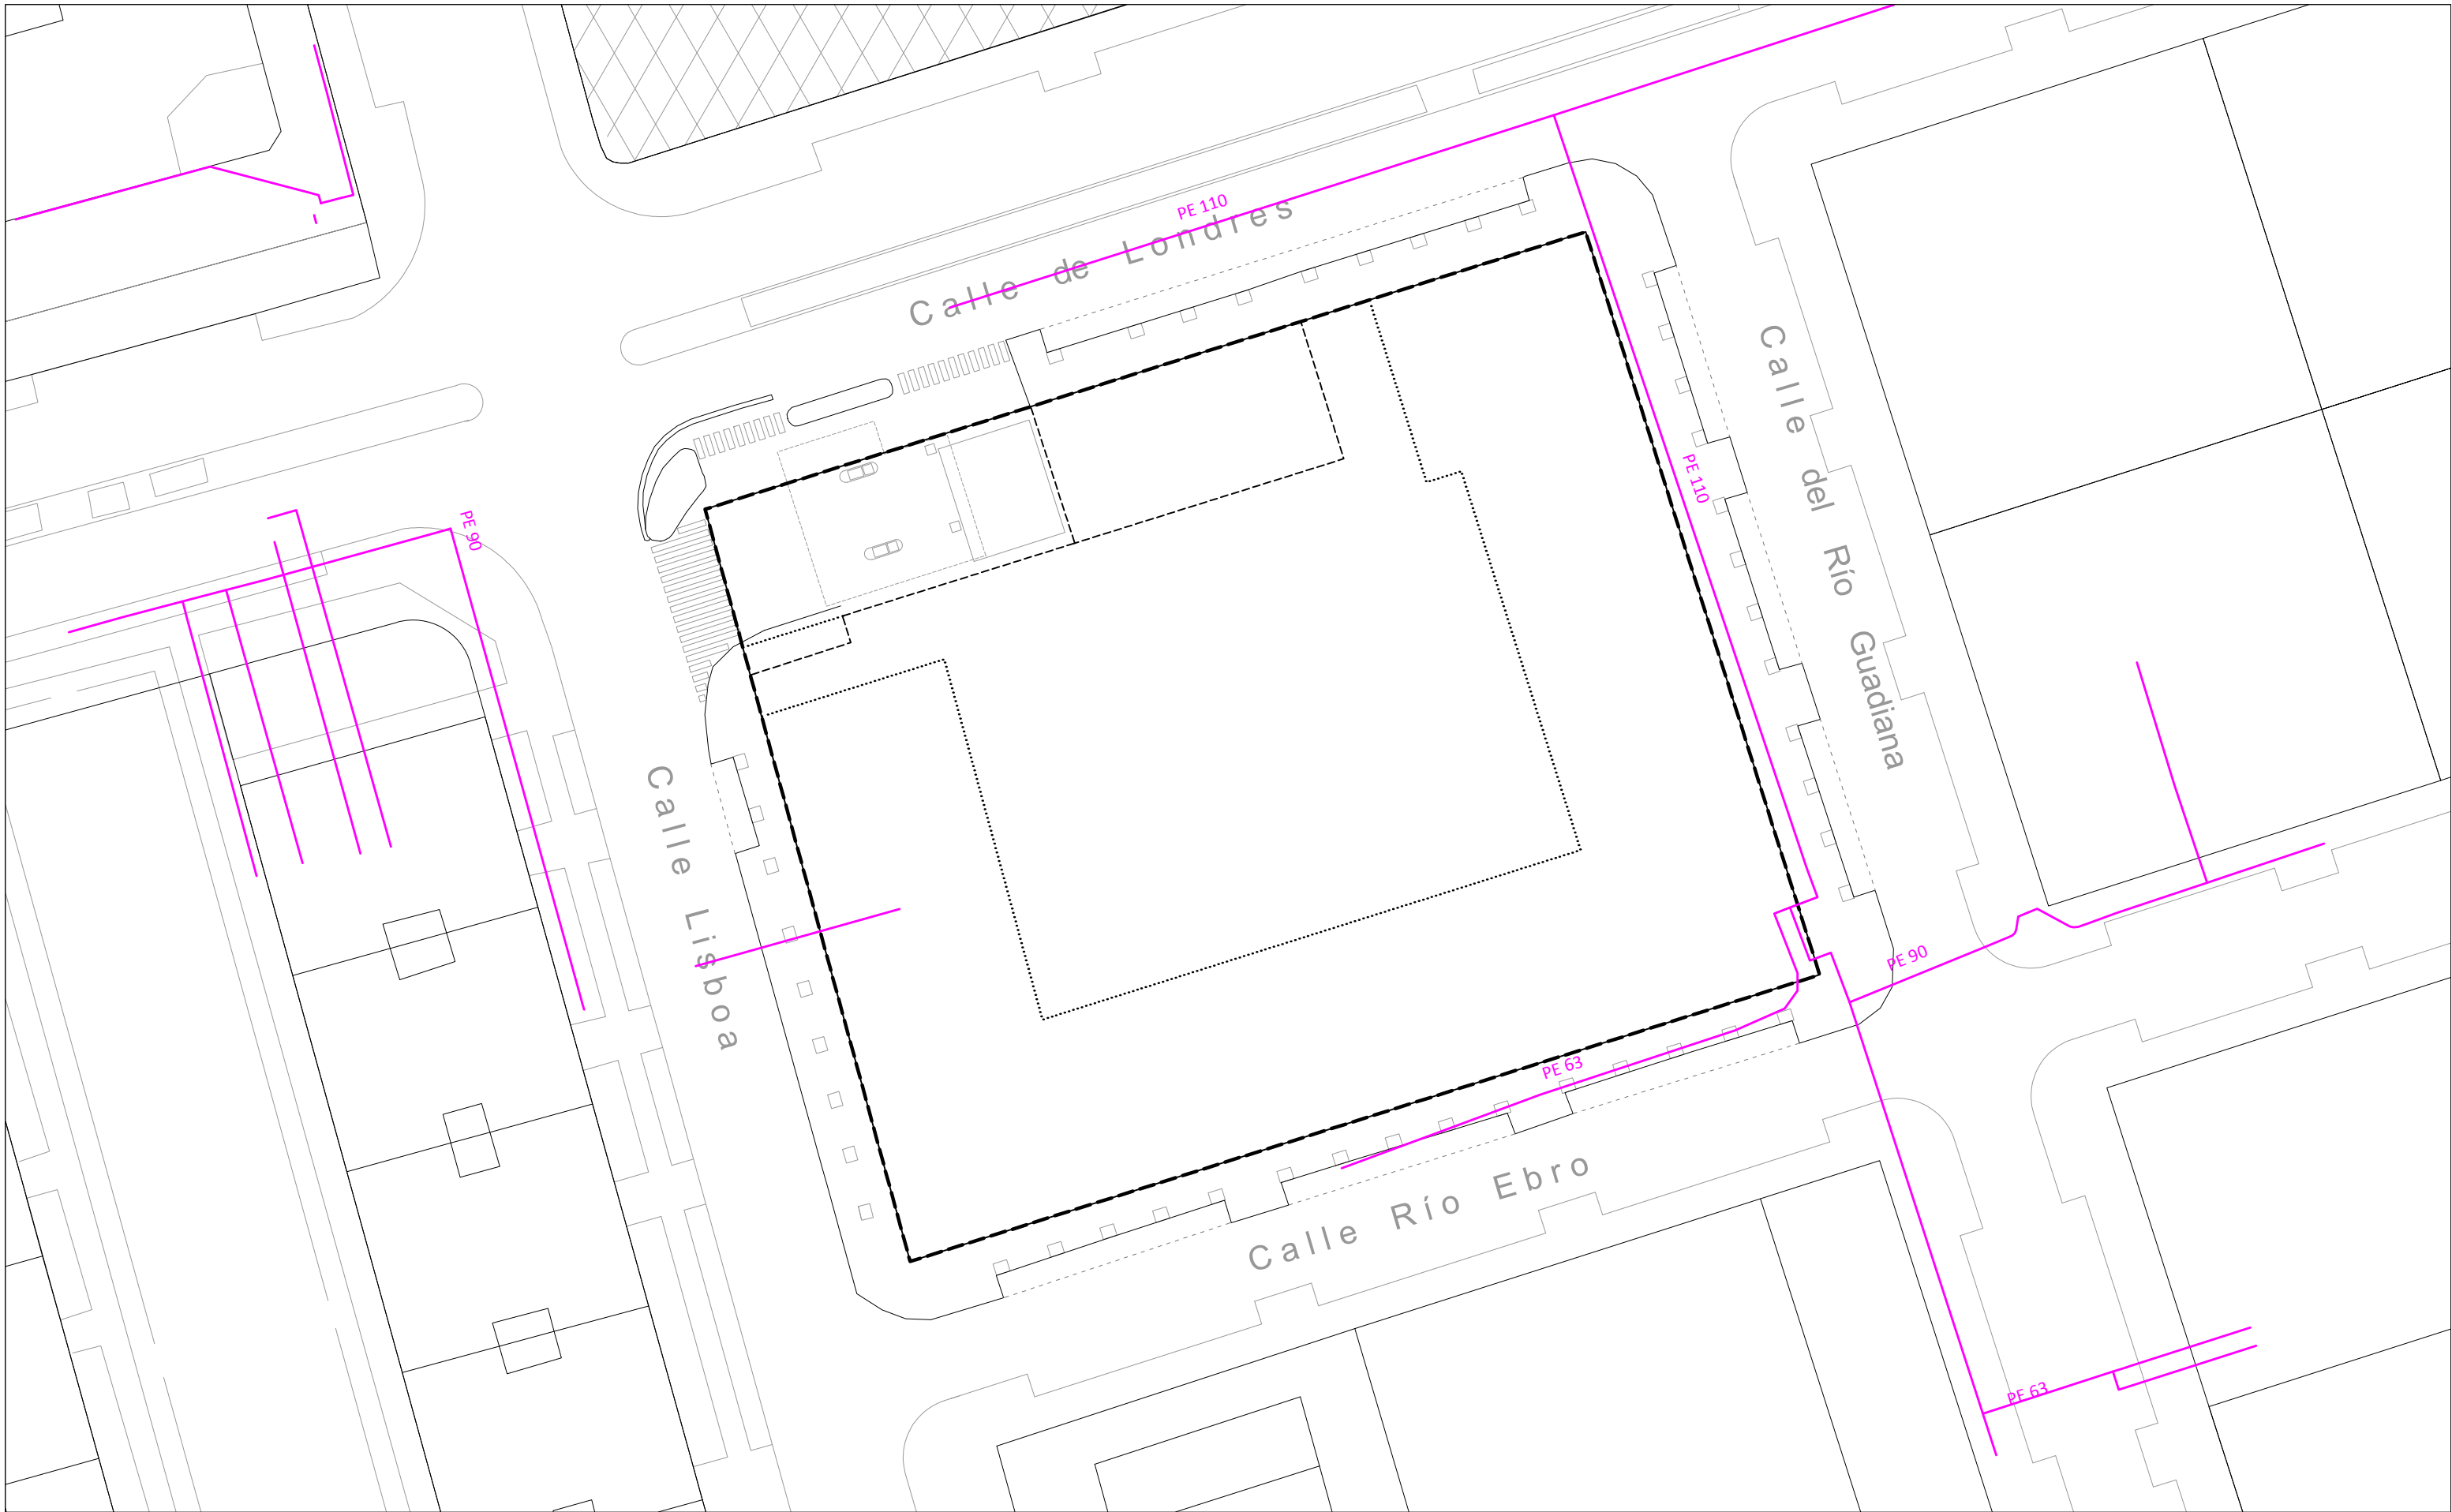 PE 110
Calle de Londres
Calle del Río Guadiana
PE 110
PE 90
Calle Lisboa
PE 90
PE 63
Calle Río Ebro
PE 63